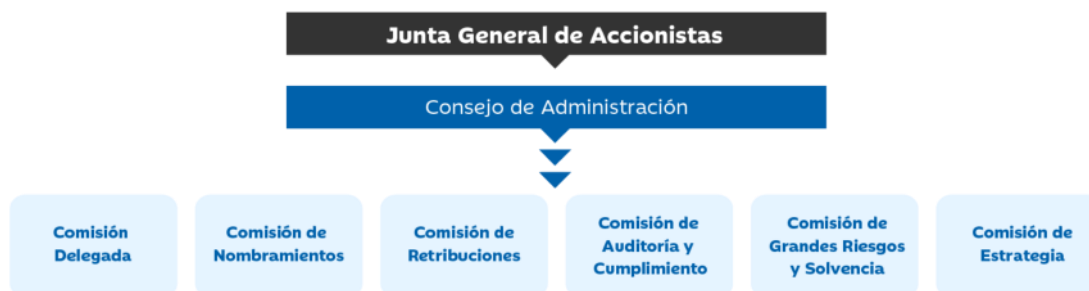 Junta General de Accionistas
Consejo de Administración
Comisión
Delegada
Comisión de
Nombramientos
Comisión de
Retribuciones
Comisión de
Auditoría y
Cumplimiento
Comisión de
Grandes Riesgos
y Solvencia
Comisión de
Estrategia